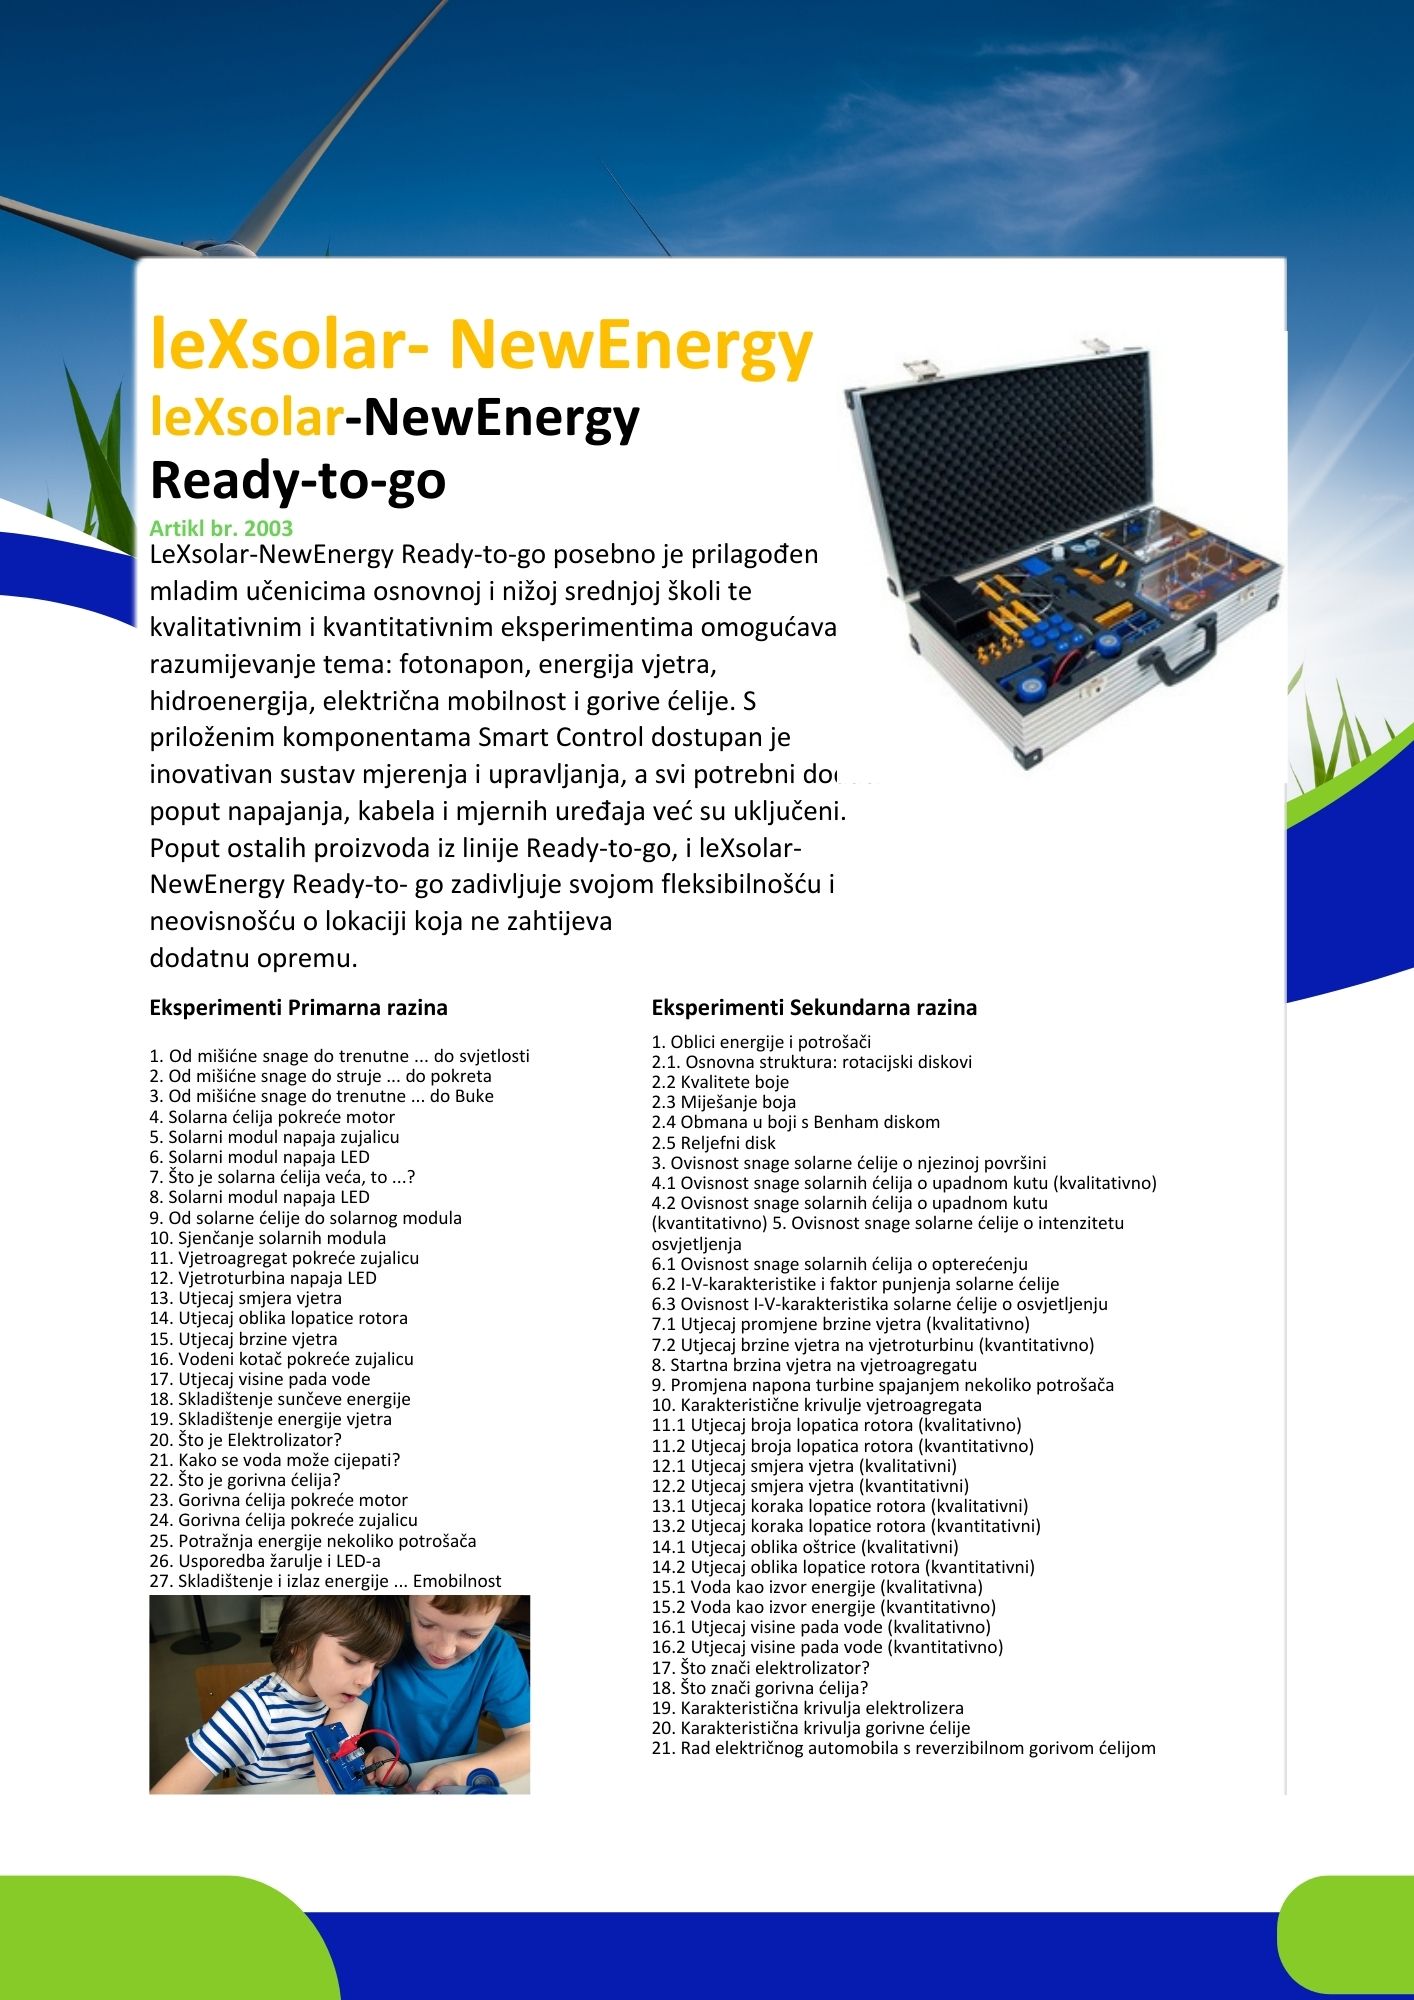 leXsolar- NewEnergy
leXsolar-NewEnergy
Ready-to-go
Artikl br. 2003
LeXsolar-NewEnergy Ready-to-go posebno je prilagođen
mladim učenicima osnovnoj i nižoj srednjoj školi te
kvalitativnim i kvantitativnim eksperimentima omogućava
razumijevanje tema: fotonapon, energija vjetra,
hidroenergija, električna mobilnost i gorive ćelije. S
priloženim komponentama Smart Control dostupan je
inovativan sustav mjerenja i upravljanja, a svi potrebni
poput napajanja, kabela i mjernih uređaja već su uključeni.
Poput ostalih proizvoda iz linije Ready-to-go, i leXsolar-
NewEnergy Ready-to- go zadivljuje svojom fleksibilnošću i
neovisnošću o lokaciji koja ne zahtijeva
dodatnu opremu.
Eksperimenti Primarna razina
1. Od mišićne snage do trenutne ... do svjetlosti
2. Od mišićne snage do struje ... do pokreta
3. Od mišićne snage do trenutne ... do Buke
4. Solarna ćelija pokreće motor
5. Solarni modul napaja zujalicu
6. Solarni modul napaja LED
7. Što je solarna ćelija veća, to ...?
8. Solarni modul napaja LED
9. Od solarne ćelije do solarnog modula
10. Sjenčanje solarnih modula
11. Vjetroagregat pokreće zujalicu
12. Vjetroturbina napaja LED
13. Utjecaj smjera vjetra
14. Utjecaj oblika lopatice rotora
15. Utjecaj brzine vjetra
16. Vodeni kotač pokreće zujalicu
17. Utjecaj visine pada vode
18. Skladištenje sunčeve energije
19. Skladištenje energije vjetra
20. Što je Elektrolizator?
21. Kako se voda može cijepati?
22. Što je gorivna ćelija?
23. Gorivna ćelija pokreće motor
24. Gorivna ćelija pokreće zujalicu
25. Potražnja energije nekoliko potrošača
26. Usporedba žarulje i LED-a
27. Skladištenje i izlaz energije ... Emobilnost
Eksperimenti Sekundarna razina
1. Oblici energije i potrošači
2.1. Osnovna struktura: rotacijski diskovi
2.2 Kvalitete boje
2.3 Miješanje boja
2.4 Obmana u boji s Benham diskom
2.5 Reljefni disk
3. Ovisnost snage solarne ćelije o njezinoj površini
4.1 Ovisnost snage solarnih ćelija o upadnom kutu (kvalitativno)
4.2 Ovisnost snage solarnih ćelija o upadnom kutu
(kvantitativno) 5. Ovisnost snage solarne ćelije o intenzitetu
osvjetljenja
6.1 Ovisnost snage solarnih ćelija o opterećenju
6.2 I-V-karakteristike i faktor punjenja solarne ćelije
6.3 Ovisnost I-V-karakteristika solarne ćelije o osvjetljenju
7.1 Utjecaj promjene brzine vjetra (kvalitativno)
7.2 Utjecaj brzine vjetra na vjetroturbinu (kvantitativno)
8. Startna brzina vjetra na vjetroagregatu
9. Promjena napona turbine spajanjem nekoliko potrošača
10. Karakteristične krivulje vjetroagregata
11.1 Utjecaj broja lopatica rotora (kvalitativno)
11.2 Utjecaj broja lopatica rotora (kvantitativno)
12.1 Utjecaj smjera vjetra (kvalitativni)
12.2 Utjecaj smjera vjetra (kvantitativni)
13.1 Utjecaj koraka lopatice rotora (kvalitativni)
13.2 Utjecaj koraka lopatice rotora (kvantitativni)
14.1 Utjecaj oblika oštrice (kvalitativni)
14.2 Utjecaj oblika lopatice rotora (kvantitativni)
15.1 Voda kao izvor energije (kvalitativna)
15.2 Voda kao izvor energije (kvantitativno)
16.1 Utjecaj visine pada vode (kvalitativno)
16.2 Utjecaj visine pada vode (kvantitativno)
17. Što znači elektrolizator?
18. Što znači gorivna ćelija?
19. Karakteristična krivulja elektrolizera
20. Karakteristična krivulja gorivne ćelije
21. Rad električnog automobila s reverzibilnom gorivom ćelijom